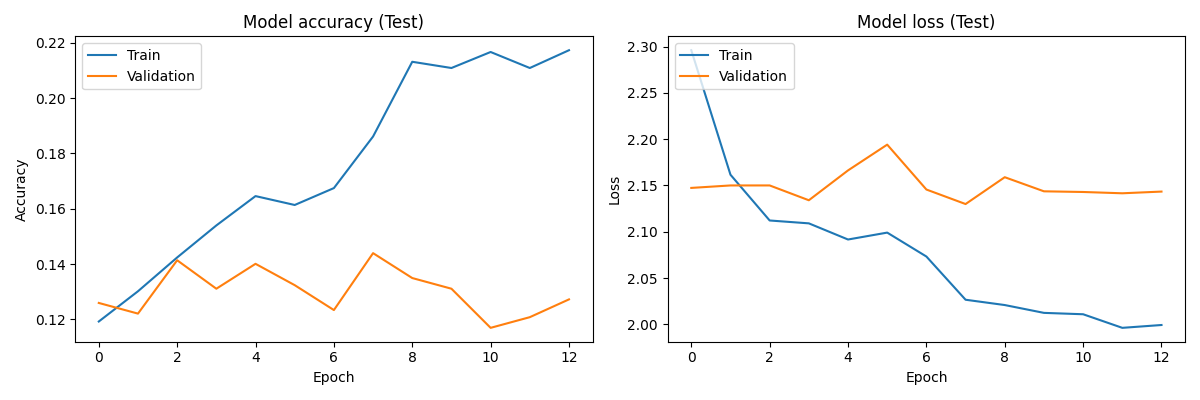 Model accuracy (Test)
Train
Validation
0.22
0.20
0.18
0.16
0.14
0.12
Accuracy
0 2 4 6 8 10 12
Epoch
Model loss (Test)
Train
Validation
2.30
2.25
2.20
2.15
2.10
2.05
2.00
Loss
0 2 4 6 8 10 12
Epoch